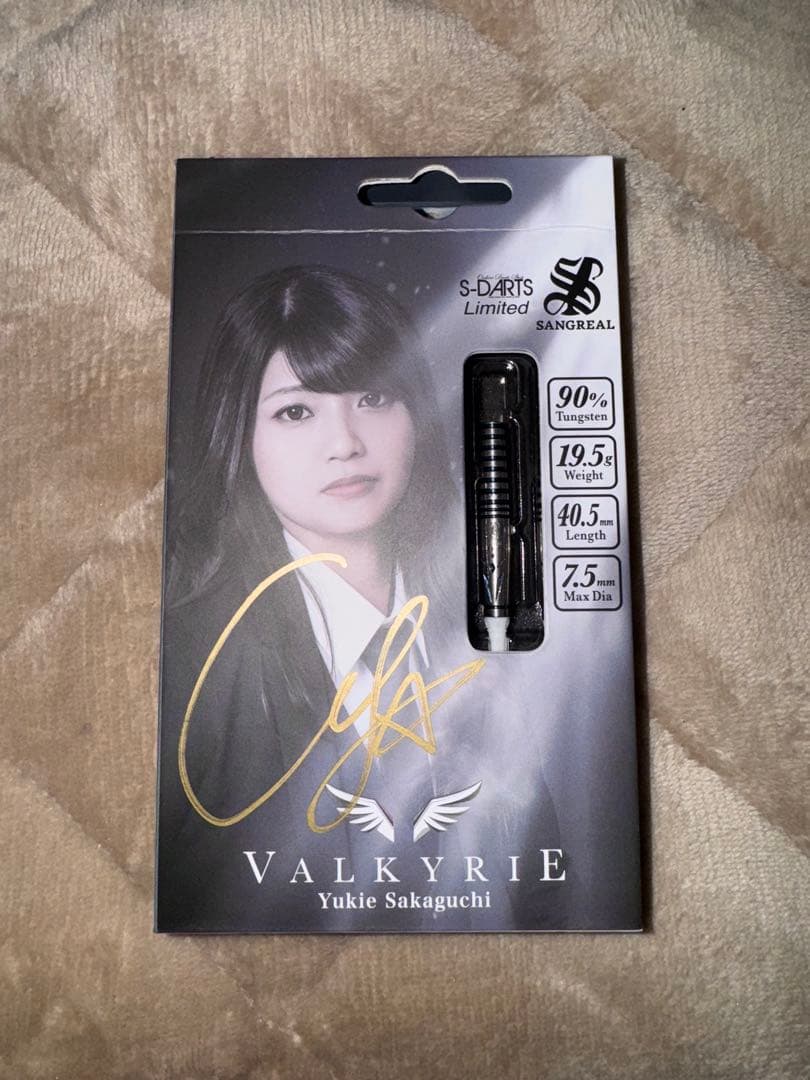 S-DARTS
Limited
SANGREAL
90%
Tungsten
19.5g
Weight
40.5mm
Length
7.5mm
Max Dia
VALKYRIE
Yukie Sakaguchi